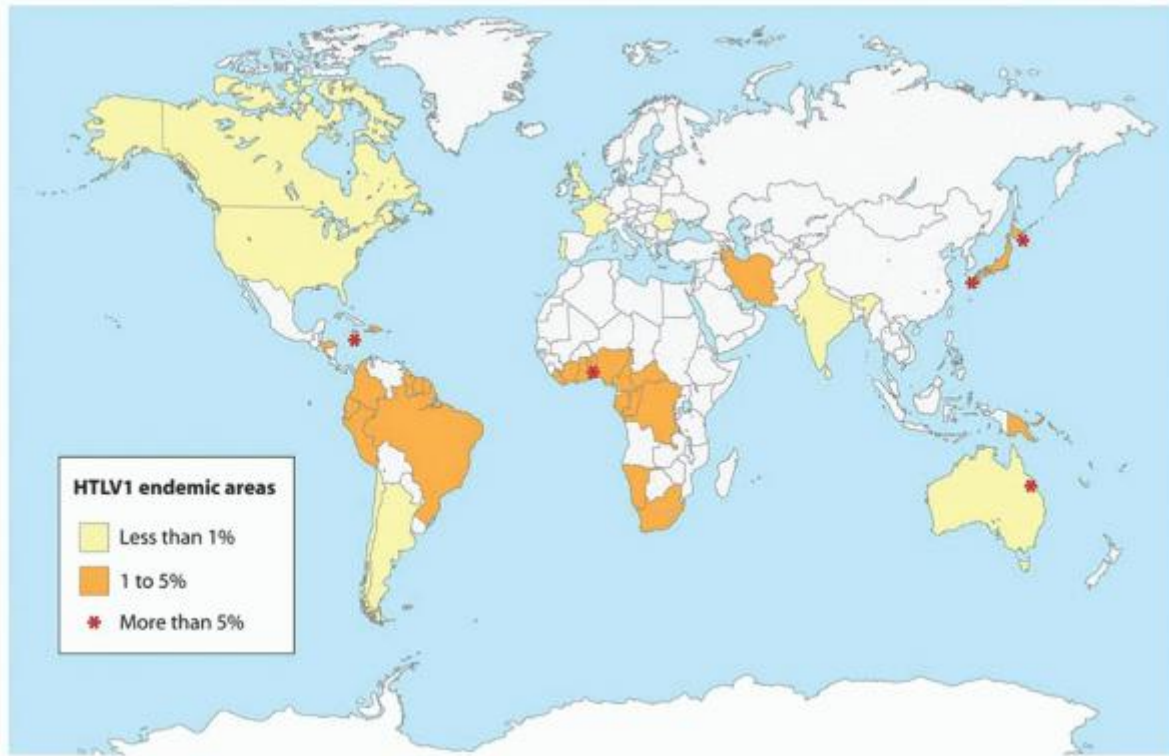 HTLV1 endemic areas
Less than 1%
1 to 5%
* More than 5%